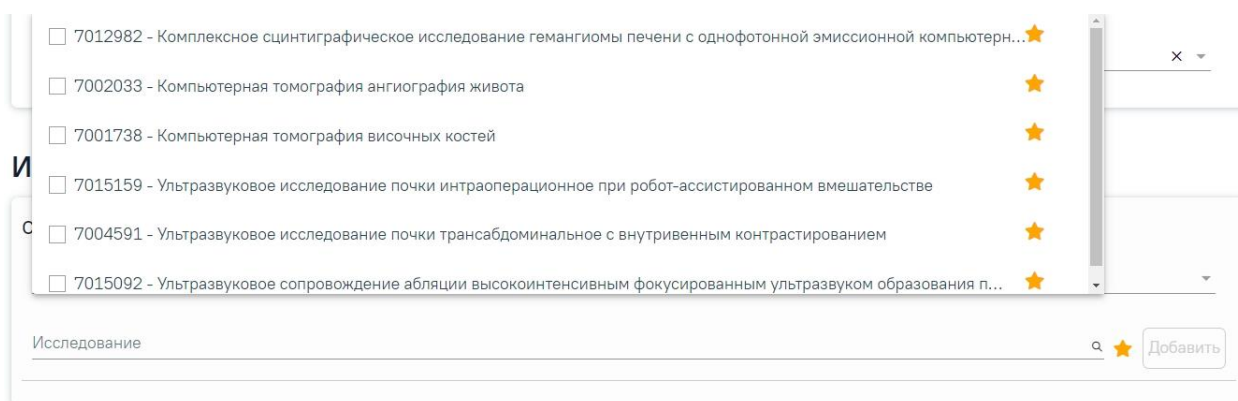 7012982 - Комплексное сцинтиграфическое исследование гемангиомы печени с однофотонной эмиссионной компьютерн...
7002033 - Компьютерная томография ангиография живота
7001738 - Компьютерная томография височных костей
И
7015159 - Ультразвуковое исследование почки интраоперационное при робот-ассистированном вмешательстве
С
7004591 - Ультразвуковое исследование почки трансабдоминальное с внутривенным контрастированием
7015092 - Ультразвуковое сопровождение абляции высокоинтенсивным фокусированным ультразвуком образования п...
Исследование
Добавить